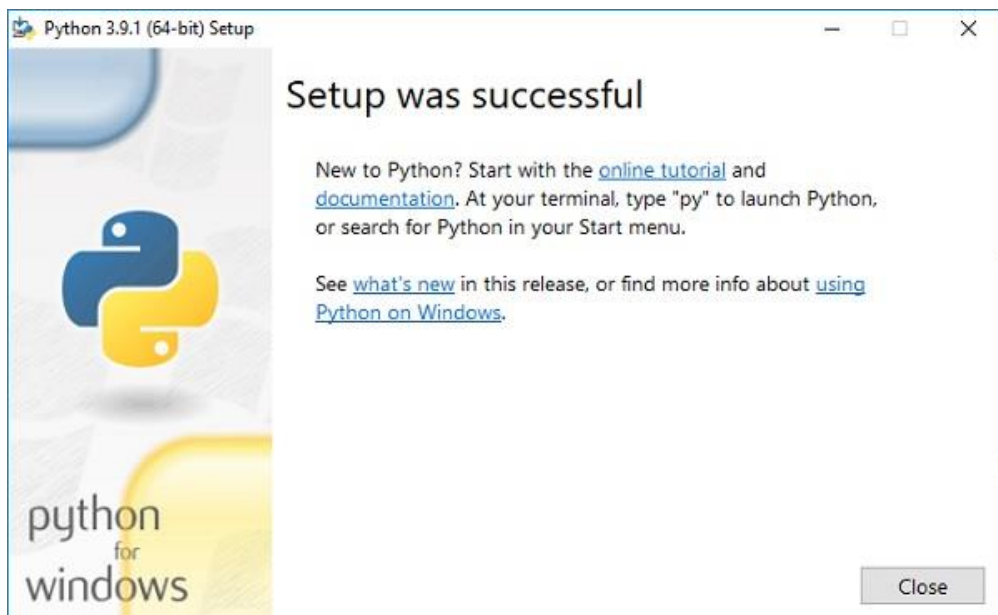 Python 3.9.1 (64-bit) Setup
Setup was successful
New to Python? Start with the online tutorial and
documentation. At your terminal, type "py" to launch Python,
or search for Python in your Start menu.
See what's new in this release, or find more info about using
Python on Windows.
python
for
windows
Close